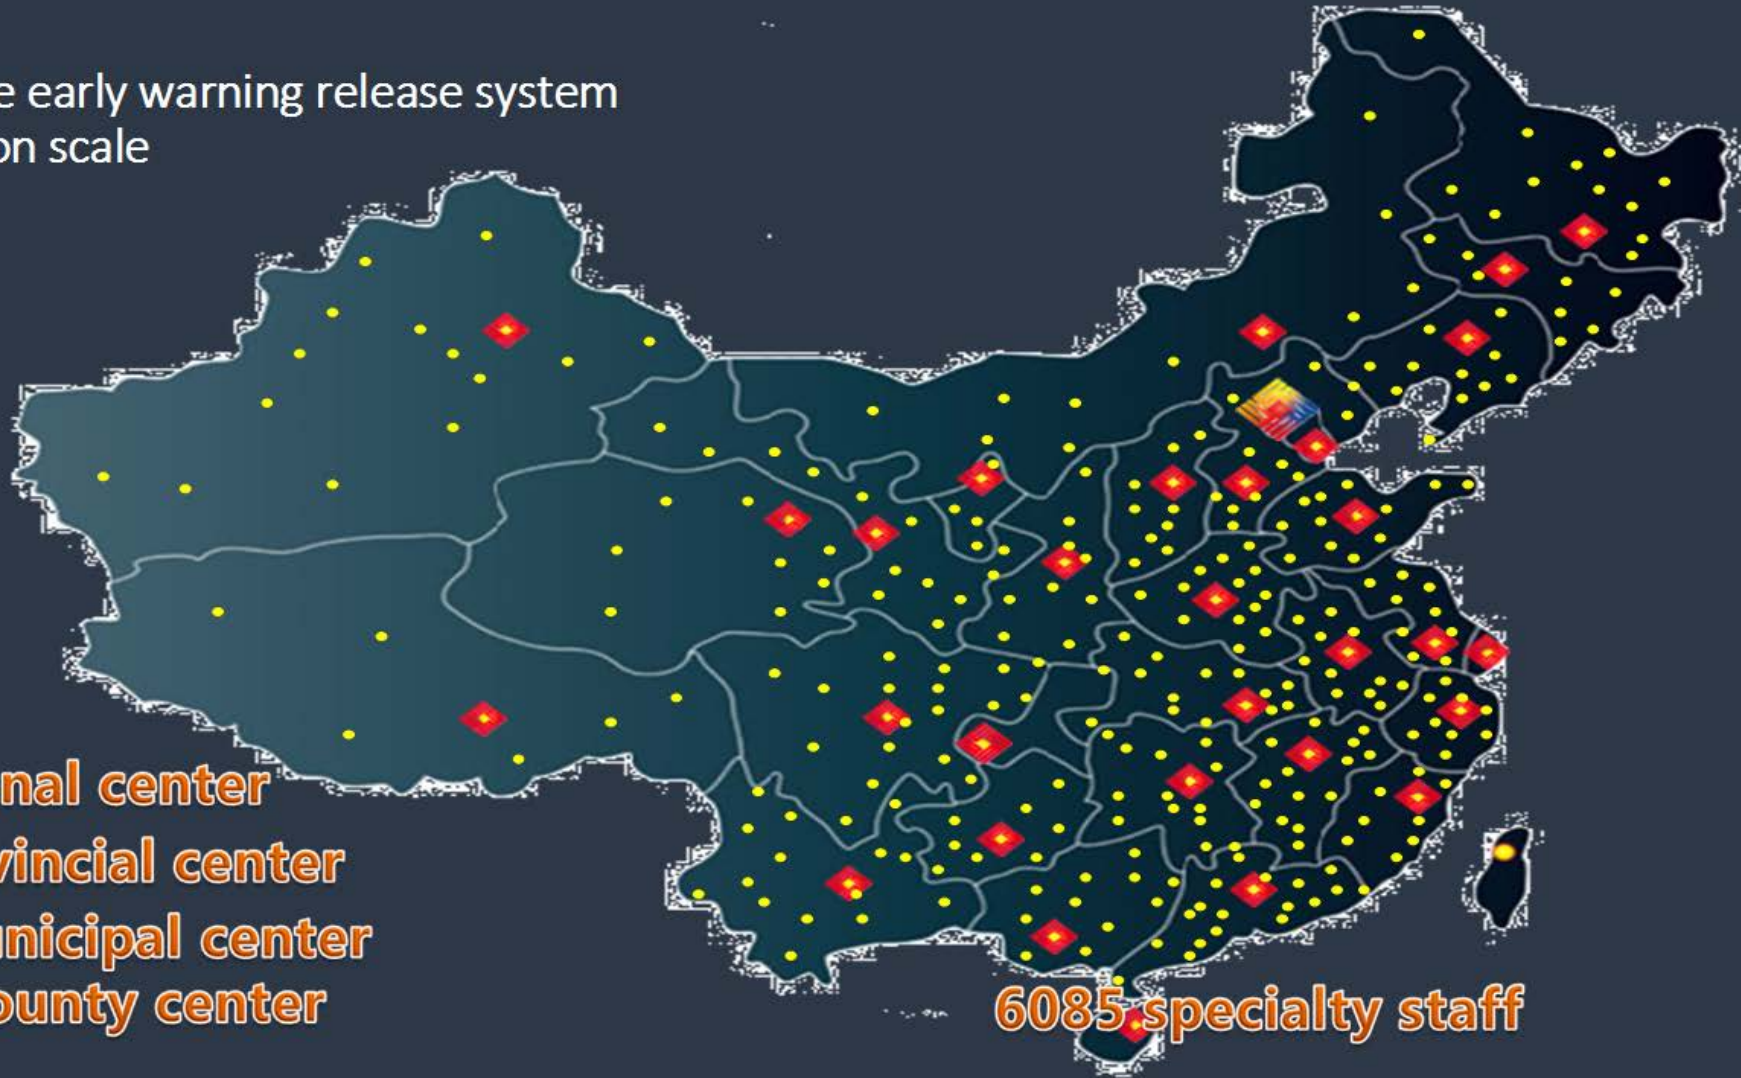 e early warning release system
on scale
nal center
vincial center
unicipal center
ounty center
6085 specialty staff